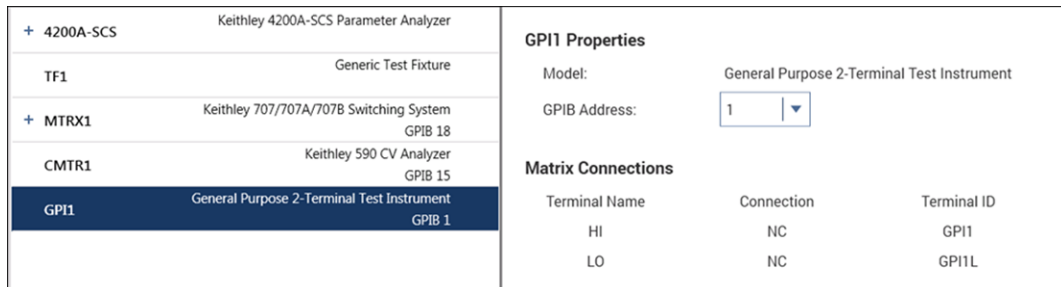 + 4200A-SCS Keithley 4200A-SCS Parameter Analyzer
TF1 Generic Test Fixture
+ MTRX1 Keithley 707/707A/707B Switching System
GPIB 18
CMTR1 Keithley 590 CV Analyzer
GPIB 15
GPI1 General Purpose 2-Terminal Test Instrument
GPIB 1
GPI1 Properties
Model: General Purpose 2-Terminal Test Instrument
GPIB Address: 1
Matrix Connections
Terminal Name Connection Terminal ID
HI NC GPI1
LO NC GPI1L